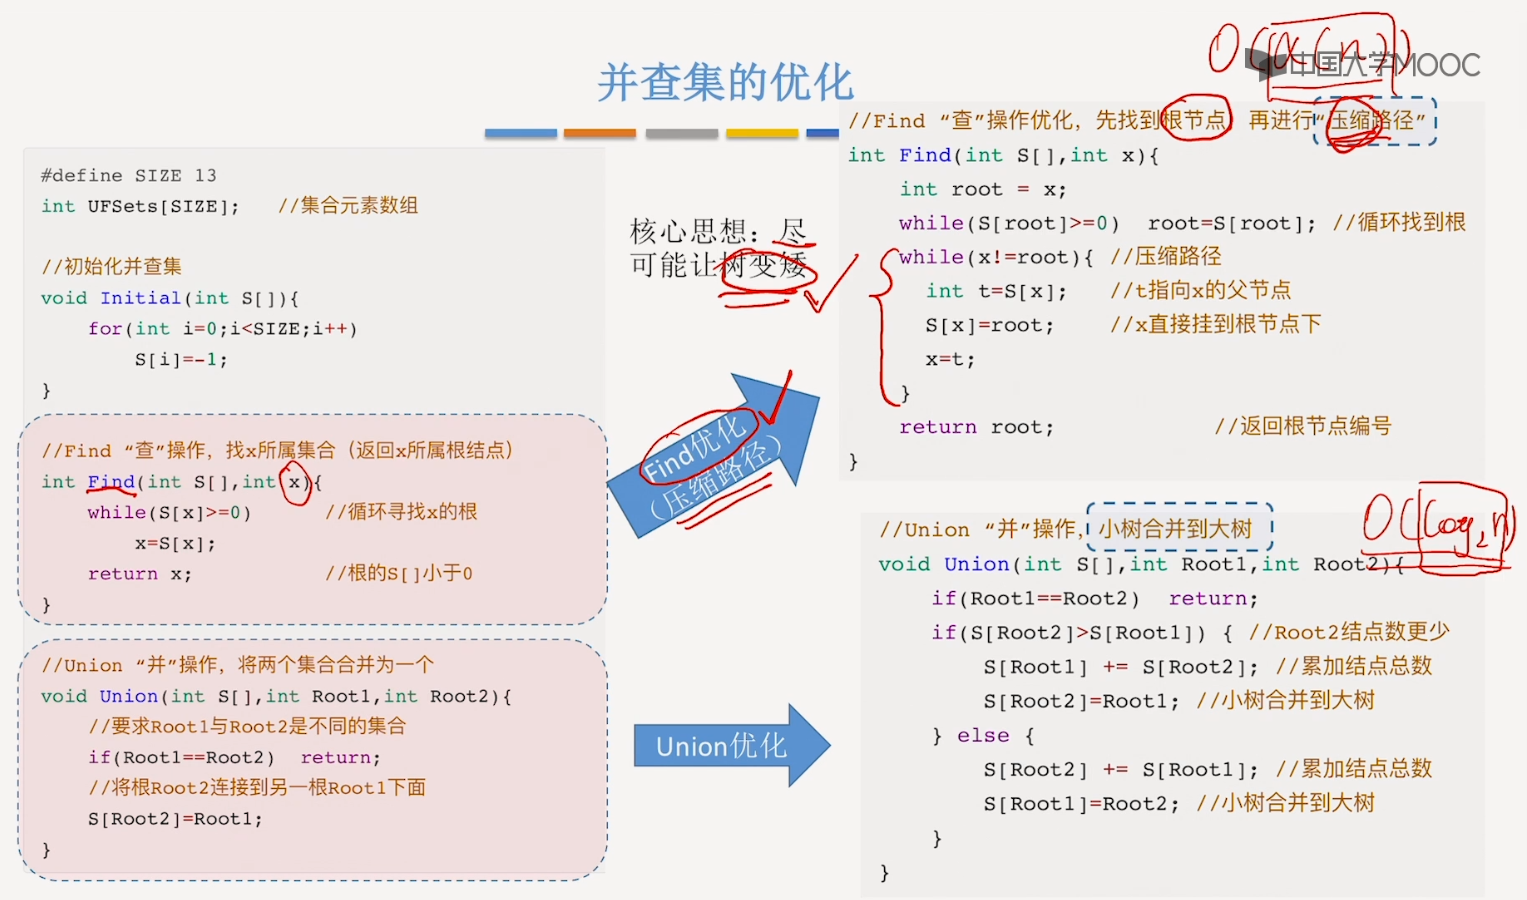 并查集的优化
中国大学MOOC
O(α(n))
#define SIZE 13
int UFSets[SIZE];   //集合元素数组
//初始化并查集
void Initial(int S[]){
    for(int i=0;i<SIZE;i++)
        S[i]=-1;
}
//Find “查”操作，找x所属集合（返回x所属根结点）
int Find(int S[],int x){
    while(S[x]>=0)      //循环寻找x的根
        x=S[x];
    return x;           //根的S[]小于0
}
//Union “并”操作，将两个集合合并为一个
void Union(int S[],int Root1,int Root2){
    //要求Root1与Root2是不同的集合
    if(Root1==Root2)  return;
    //将根Root2连接到另一根Root1下面
    S[Root2]=Root1;
}
核心思想：尽
可能让树变矮
Find优化
（压缩路径）
Union优化
//Find “查”操作优化，先找到根节点，再进行“压缩路径”
int Find(int S[],int x){
    int root = x;
    while(S[root]>=0)  root=S[root]; //循环找到根
    while(x!=root){ //压缩路径
      int t=S[x];   //t指向x的父节点
      S[x]=root;    //x直接挂到根节点下
      x=t;
    }
    return root;            //返回根节点编号
}
O(log₂n)
//Union “并”操作，小树合并到大树
void Union(int S[],int Root1,int Root2){
    if(Root1==Root2)  return;
    if(S[Root2]>S[Root1]) { //Root2结点数更少
        S[Root1] += S[Root2]; //累加结点总数
        S[Root2]=Root1; //小树合并到大树
    } else {
        S[Root2] += S[Root1]; //累加结点总数
        S[Root1]=Root2; //小树合并到大树
    }
}